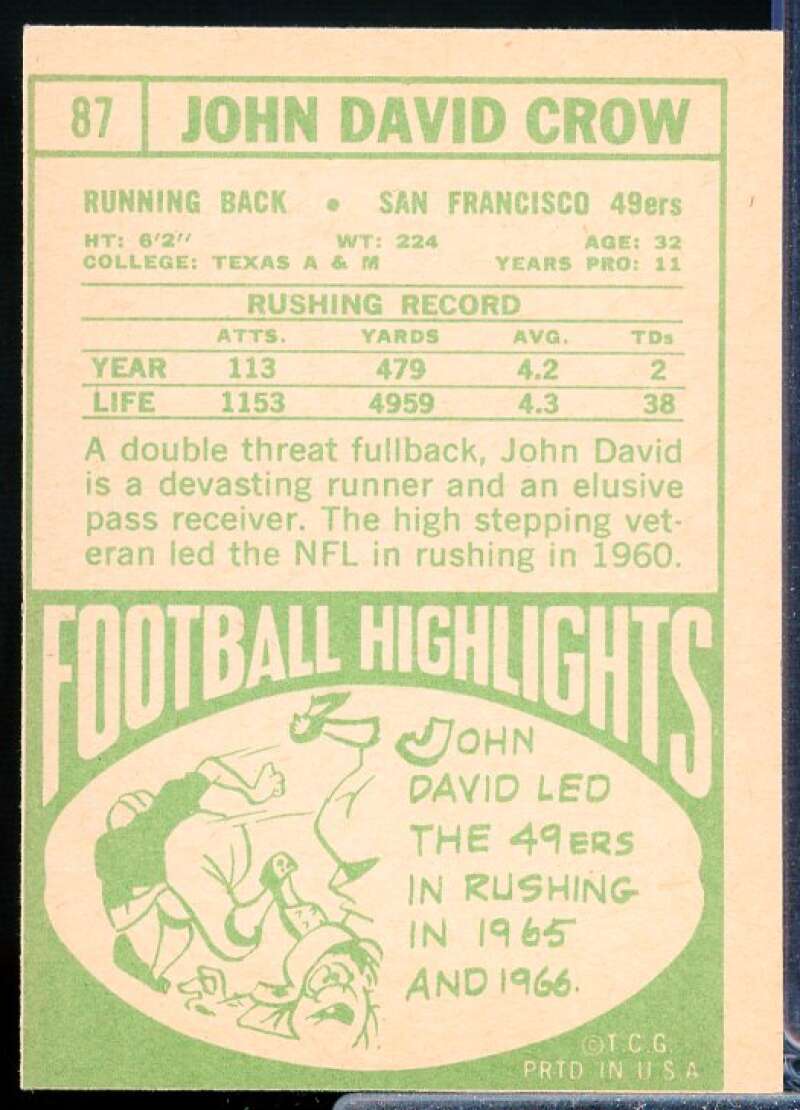 87 JOHN DAVID CROW
RUNNING BACK • SAN FRANCISCO 49ers
HT: 6'2" WT: 224 AGE: 32
COLLEGE: TEXAS A & M YEARS PRO: 11
RUSHING RECORD
ATTS. YARDS AVG. TDs
YEAR 113 479 4.2 2
LIFE 1153 4959 4.3 38
A double threat fullback, John David
is a devasting runner and an elusive
pass receiver. The high stepping vet-
eran led the NFL in rushing in 1960.
FOOTBALL HIGHLIGHTS
JOHN
DAVID LED
THE 49ERS
IN RUSHING
IN 1965
AND 1966.
©T.C.G.
PRTD IN U S A